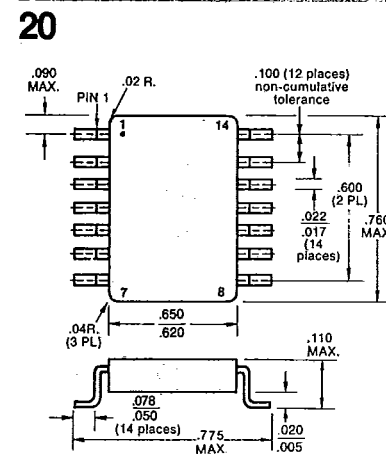 20
.090
MAX.
PIN 1
.02 R.
.100 (12 places)
non-cumulative
tolerance
1
14
.600
(2 PL)
.760
MAX
.022
.017
(14
places)
7
8
.04R.
(3 PL)
.650
.620
.110
MAX.
.078
.050
(14 places)
.775
MAX.
.020
.005